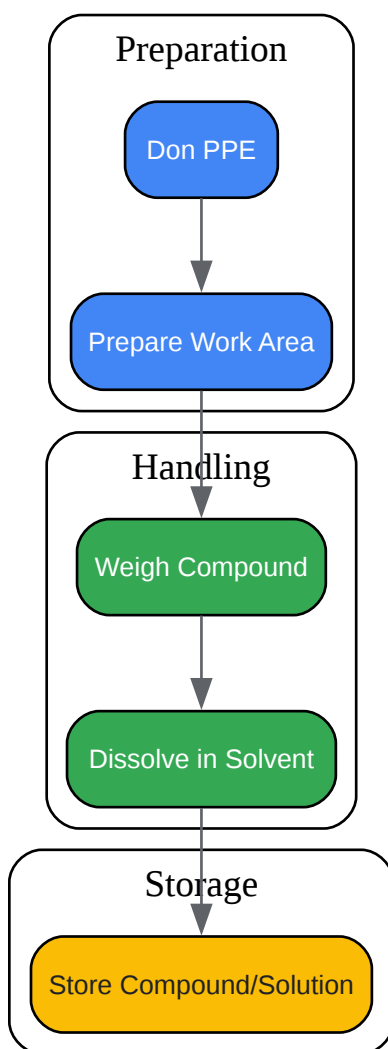 Preparation
Don PPE
Prepare Work Area
Handling
Weigh Compound
Dissolve in Solvent
Storage
Store Compound/Solution